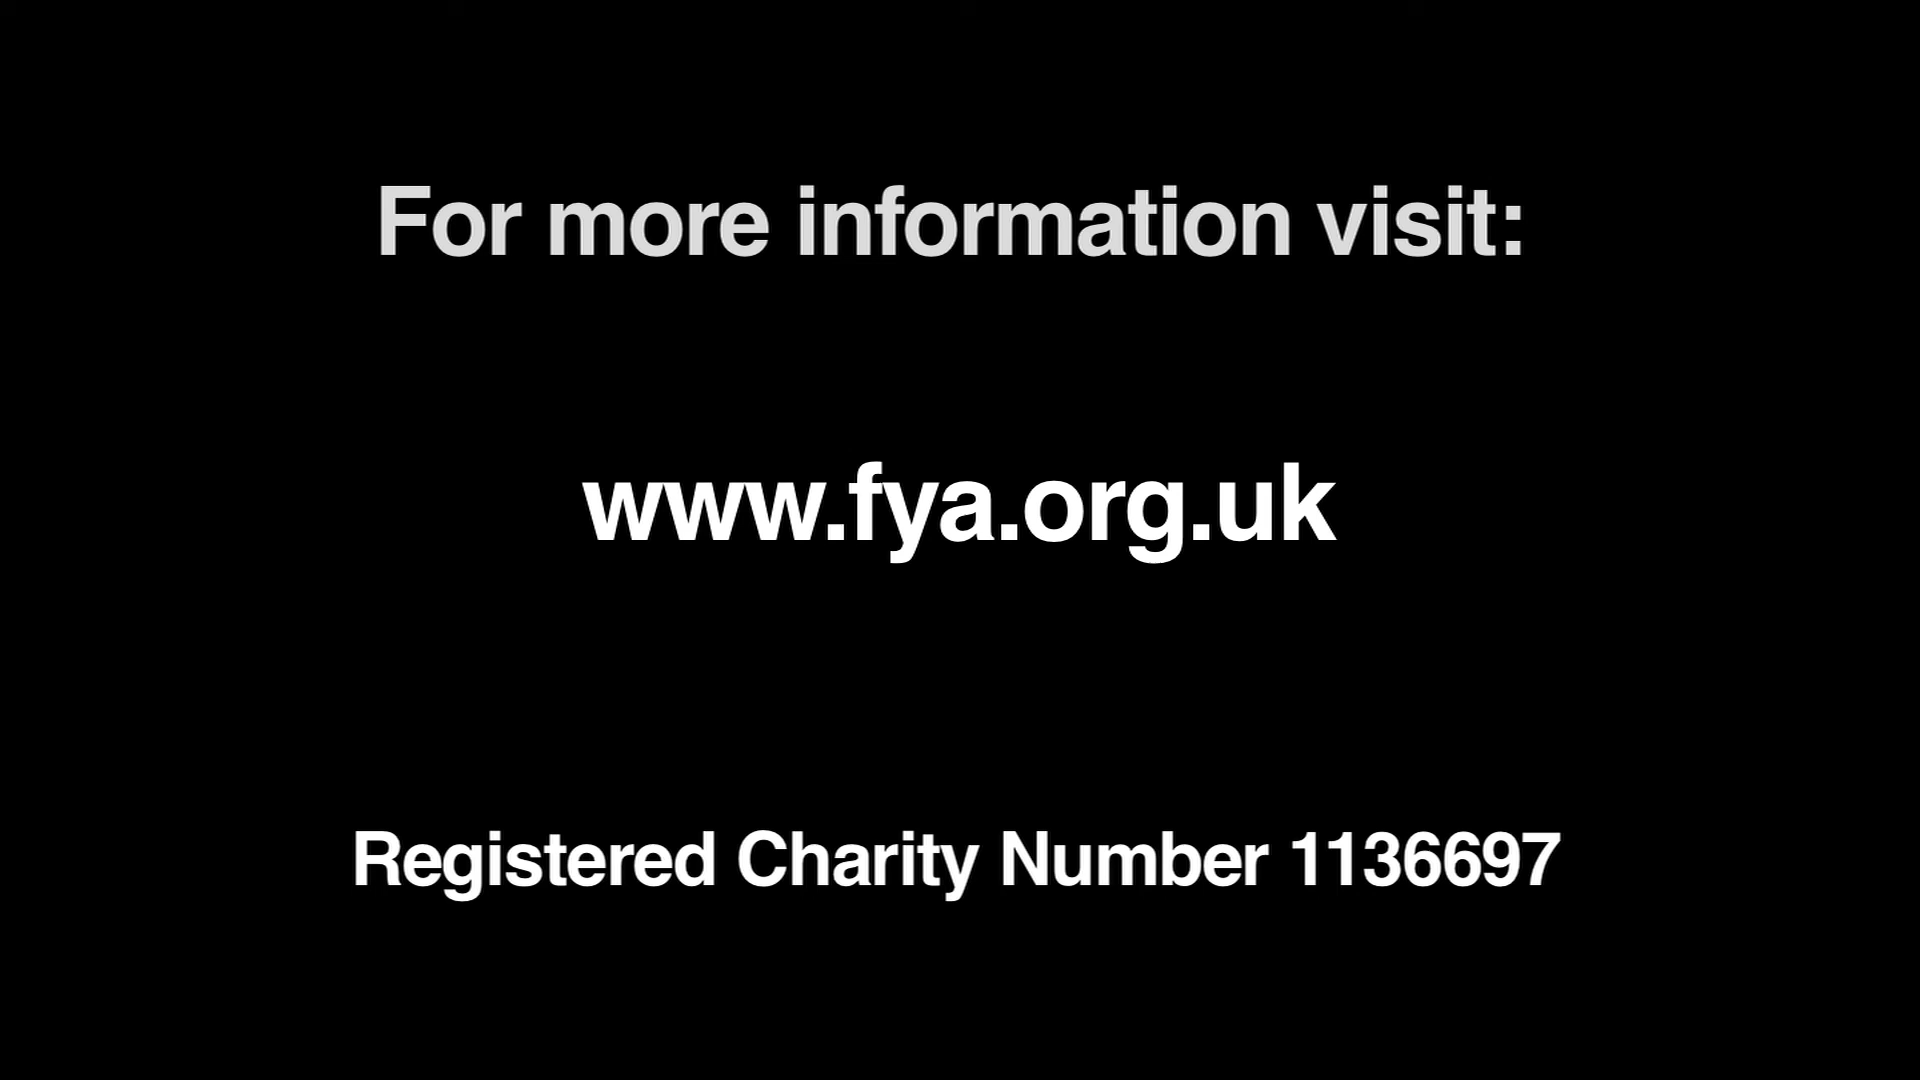 For more information visit:
www.fya.org.uk
Registered Charity Number 1136697